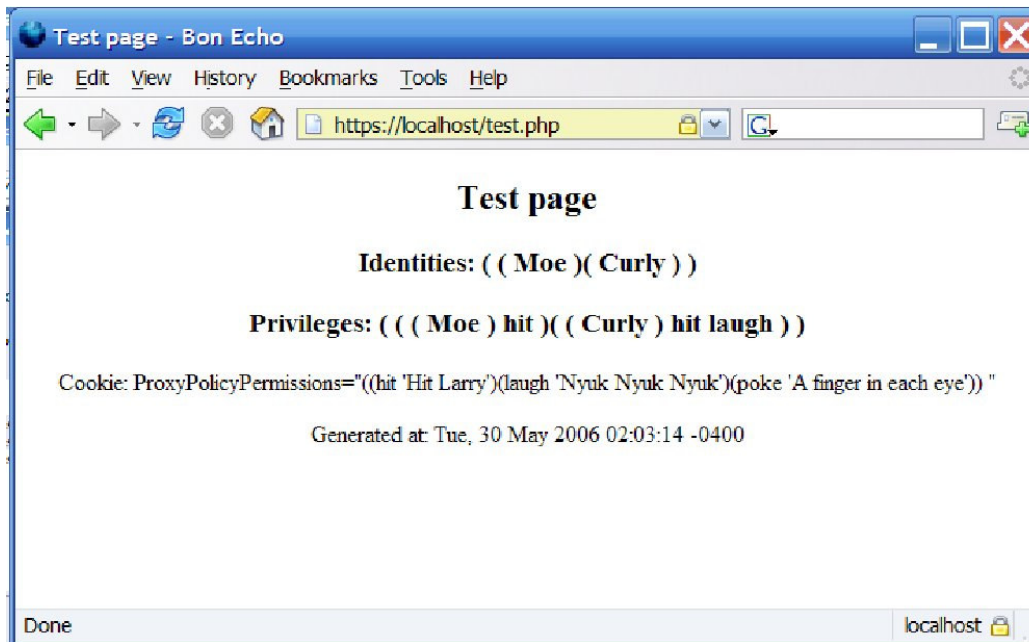 Test page - Bon Echo
File Edit View History Bookmarks Tools Help
https://localhost/test.php G
Test page
Identities: ( ( Moe )( Curly ) )
Privileges: ( ( ( Moe ) hit )( ( Curly ) hit laugh ) )
Cookie: ProxyPolicyPermissions="((hit 'Hit Larry')(laugh 'Nyuk Nyuk Nyuk')(poke 'A finger in each eye')) "
Generated at: Tue, 30 May 2006 02:03:14 -0400
Done localhost